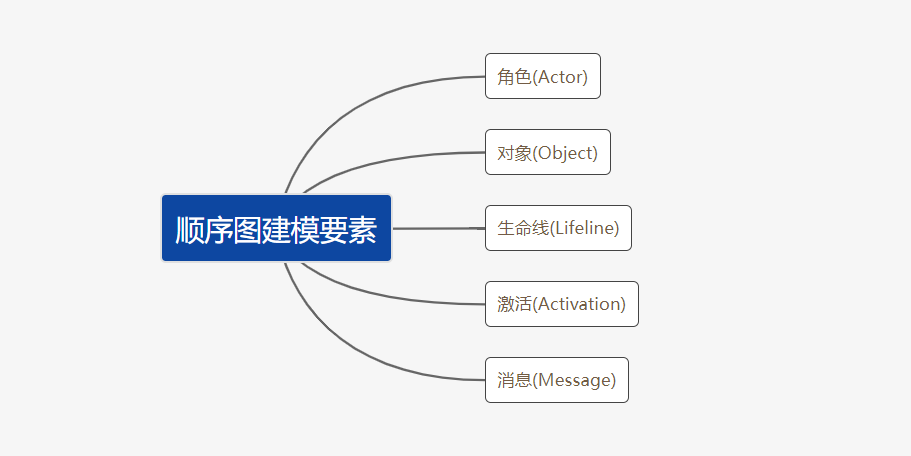 角色(Actor)
对象(Object)
顺序图建模要素
生命线(Lifeline)
激活(Activation)
消息(Message)